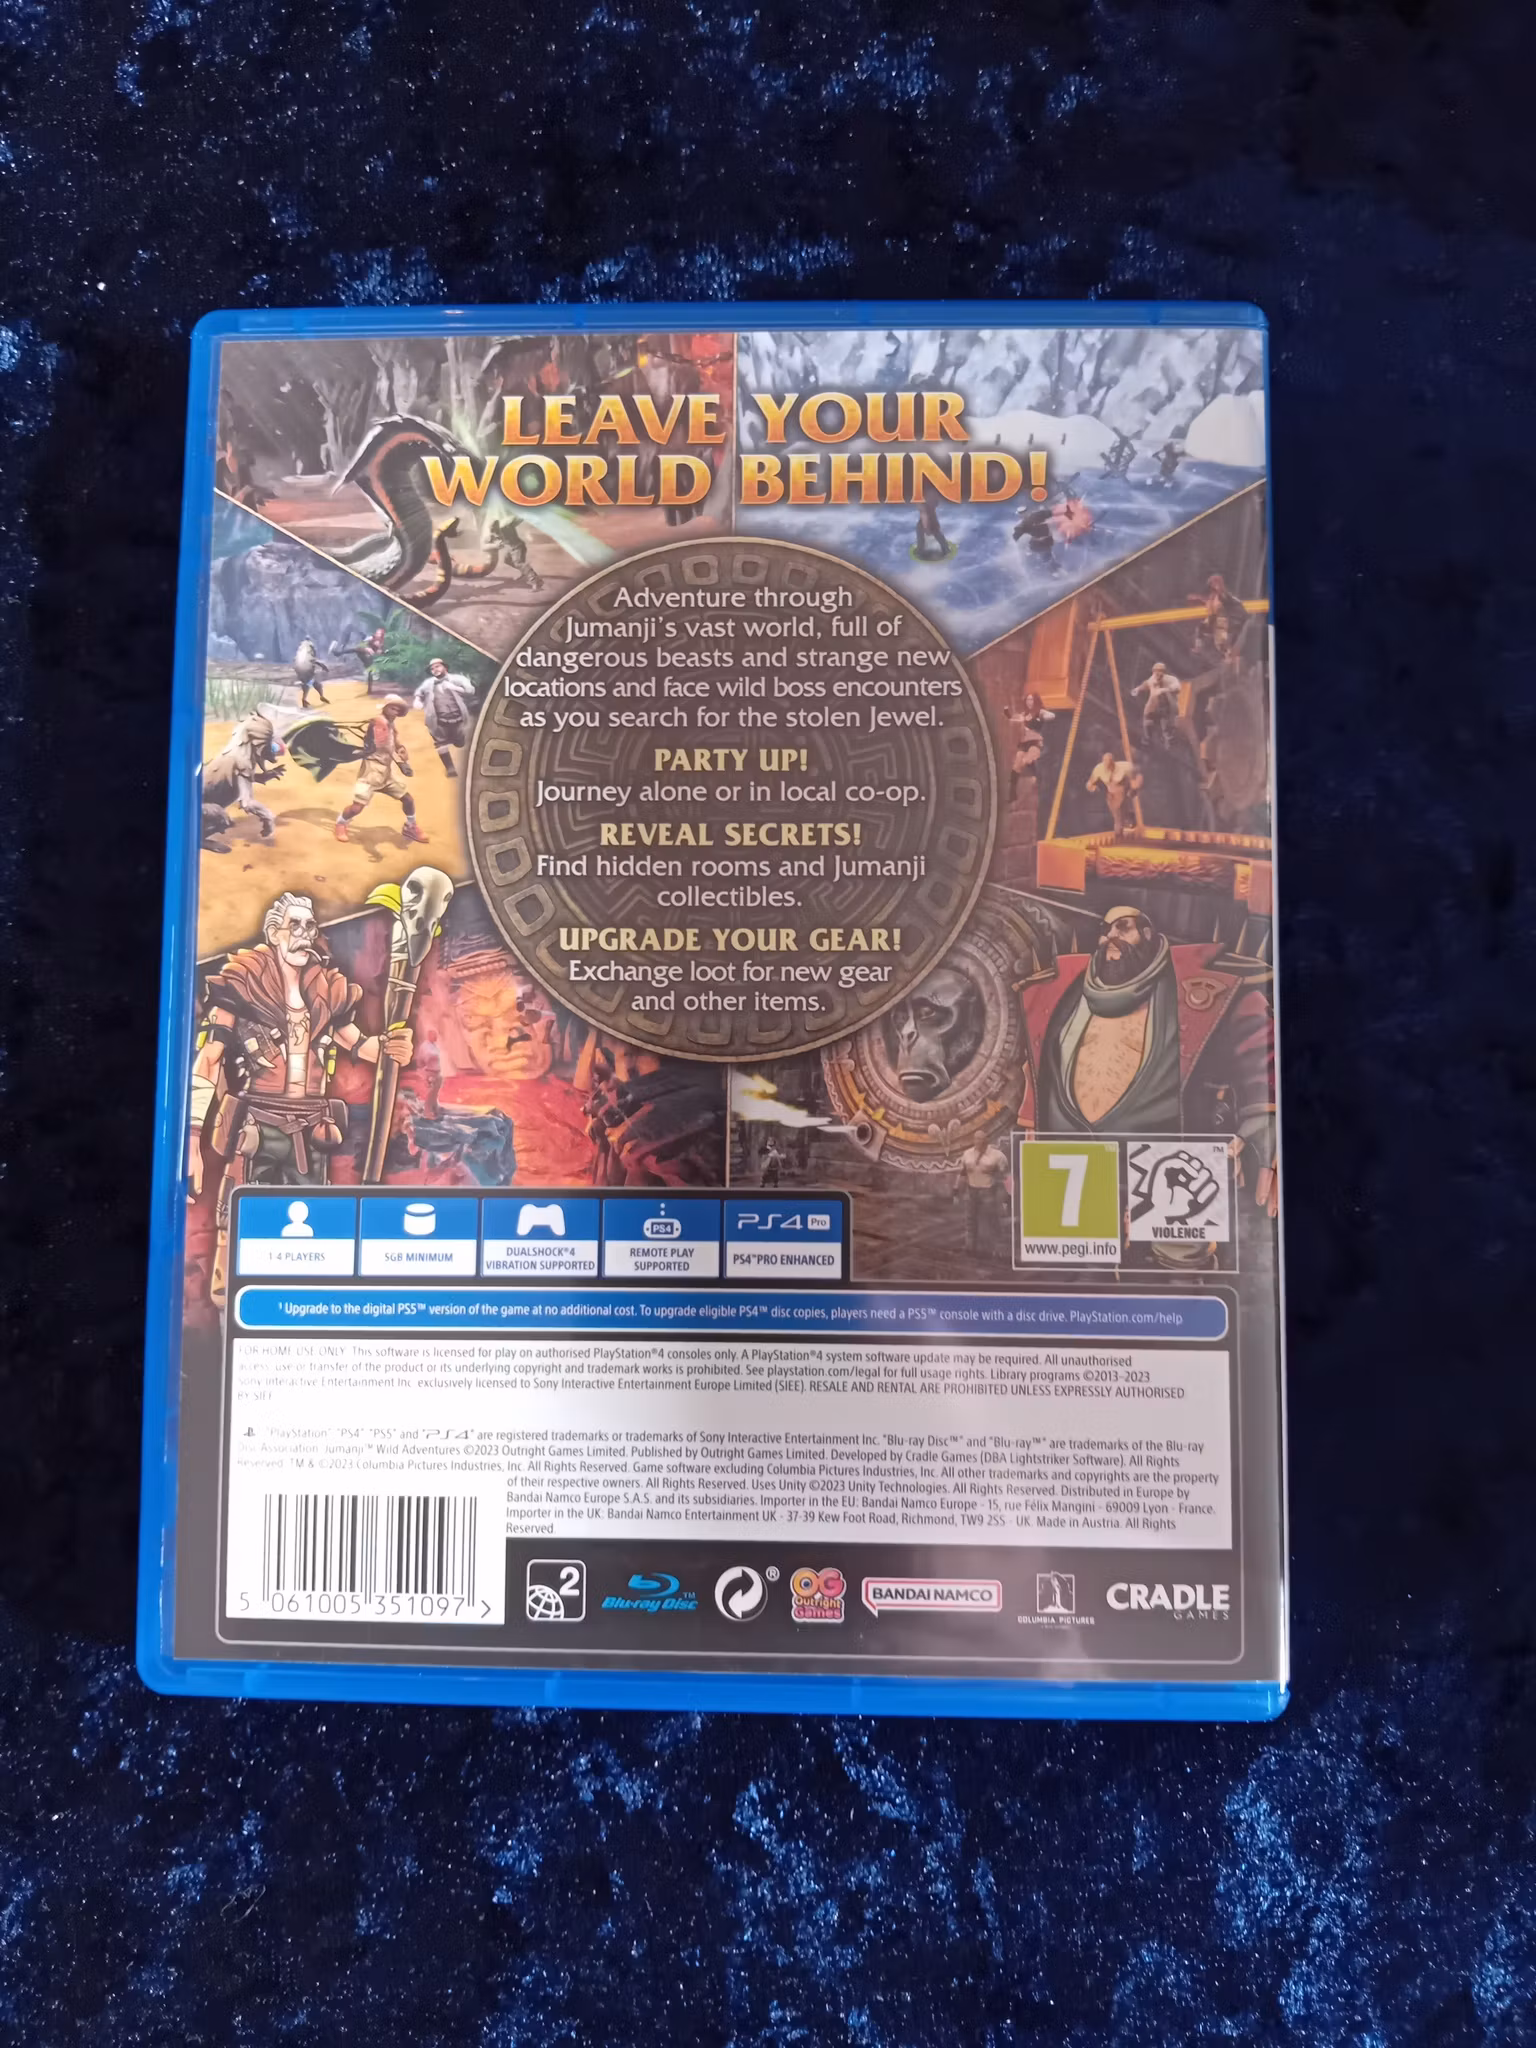 LEAVE YOUR
WORLD BEHIND!
Adventure through
Jumanji's vast world, full of
dangerous beasts and strange new
locations and face wild boss encounters
as you search for the stolen Jewel.
PARTY UP!
Journey alone or in local co-op.
REVEAL SECRETS!
Find hidden rooms and Jumanji
collectibles.
UPGRADE YOUR GEAR!
Exchange loot for new gear
and other items.
7
www.pegi.info
™
VIOLENCE
1-4 PLAYERS
5GB MINIMUM
DUALSHOCK®4
VIBRATION SUPPORTED
PS4
REMOTE PLAY
SUPPORTED
PS4 Pro
PS4™PRO ENHANCED
¹ Upgrade to the digital PS5™ version of the game at no additional cost. To upgrade eligible PS4™ disc copies, players need a PS5™ console with a disc drive. PlayStation.com/help
FOR HOME USE ONLY. This software is licensed for play on authorised PlayStation®4 consoles only. A PlayStation®4 system software update may be required. All unauthorised
access, use or transfer of the product or its underlying copyright and trademark works is prohibited. See playstation.com/legal for full usage rights. Library programs ©2013-2023
Sony Interactive Entertainment Inc. exclusively licensed to Sony Interactive Entertainment Europe Limited (SIEE). RESALE AND RENTAL ARE PROHIBITED UNLESS EXPRESSLY AUTHORISED
BY SIEE.
"PlayStation" "PS4" "PS5" and "PS4" are registered trademarks or trademarks of Sony Interactive Entertainment Inc. "Blu-ray Disc™" and "Blu-ray™" are trademarks of the Blu-ray
Disc Association. Jumanji™ Wild Adventures ©2023 Outright Games Limited. Published by Outright Games Limited. Developed by Cradle Games (DBA Lightstriker Software). All Rights
Reserved. TM & ©2023 Columbia Pictures Industries, Inc. All Rights Reserved. Game software excluding Columbia Pictures Industries, Inc. All other trademarks and copyrights are the property
of their respective owners. All Rights Reserved. Uses Unity ©2023 Unity Technologies. All Rights Reserved. Distributed in Europe by
Bandai Namco Europe S.A.S. and its subsidiaries. Importer in the EU: Bandai Namco Europe - 15, rue Félix Mangini - 69009 Lyon - France.
Importer in the UK: Bandai Namco Entertainment UK - 37-39 Kew Foot Road, Richmond, TW9 2SS - UK. Made in Austria. All Rights
Reserved.
5 061005 351097 >
2
Blu-ray Disc™
®
OG
Outright
Games
BANDAI NAMCO
COLUMBIA PICTURES
CRADLE
GAMES